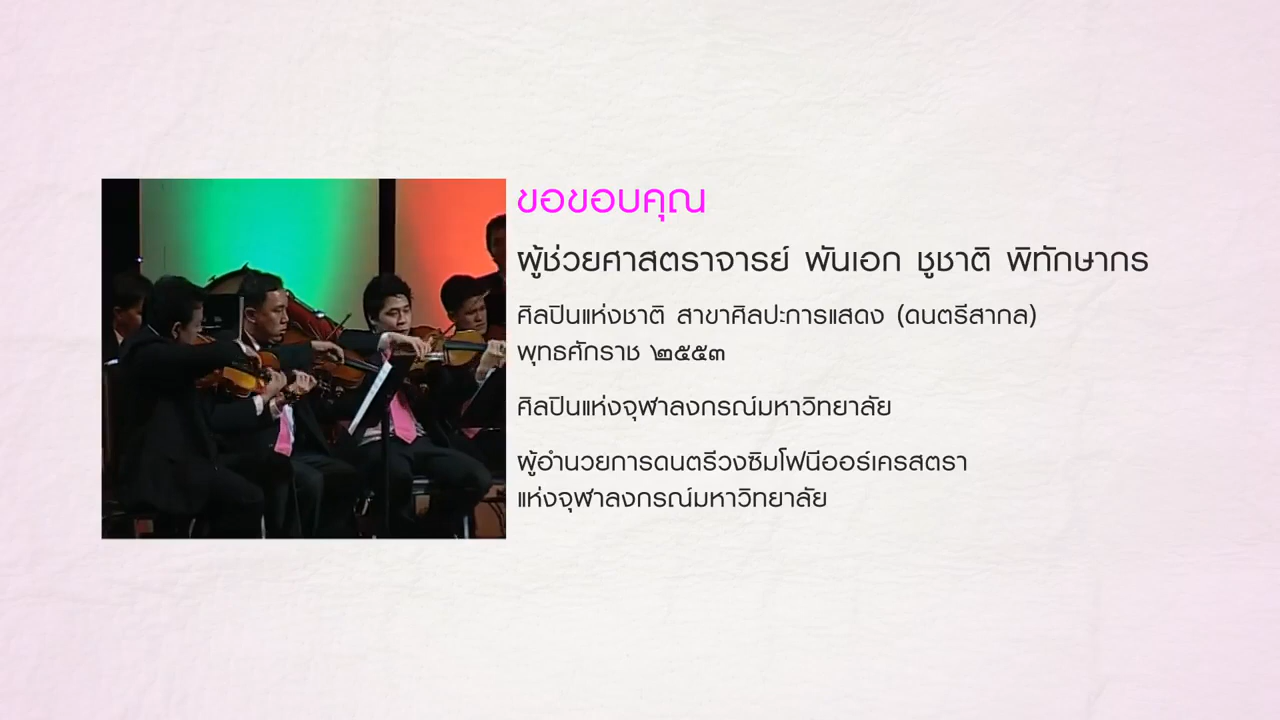 ขอขอบคุณ
ผู้ช่วยศาสตราจารย์ พันเอก ชูชาติ พิทักษากร
ศิลปินแห่งชาติ สาขาศิลปะการแสดง (ดนตรีสากล)
พุทธศักราช ๒๕๕๓
ศิลปินแห่งจุฬาลงกรณ์มหาวิทยาลัย
ผู้อำนวยการดนตรีวงซิมโฟนีออร์เครสตรา
แห่งจุฬาลงกรณ์มหาวิทยาลัย